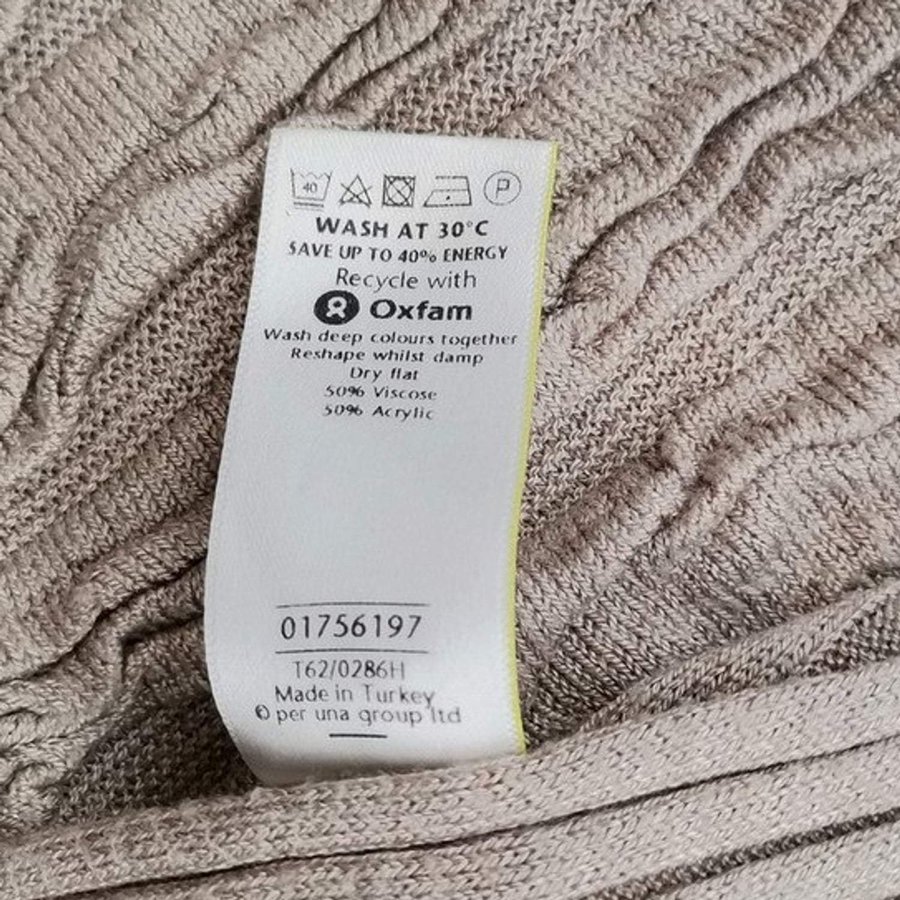 40 P
WASH AT 30°C
SAVE UP TO 40% ENERGY
Recycle with
Oxfam
Wash deep colours together
Reshape whilst damp
Dry flat
50% Viscose
50% Acrylic
01756197
T62/0286H
Made in Turkey
© per una group ltd